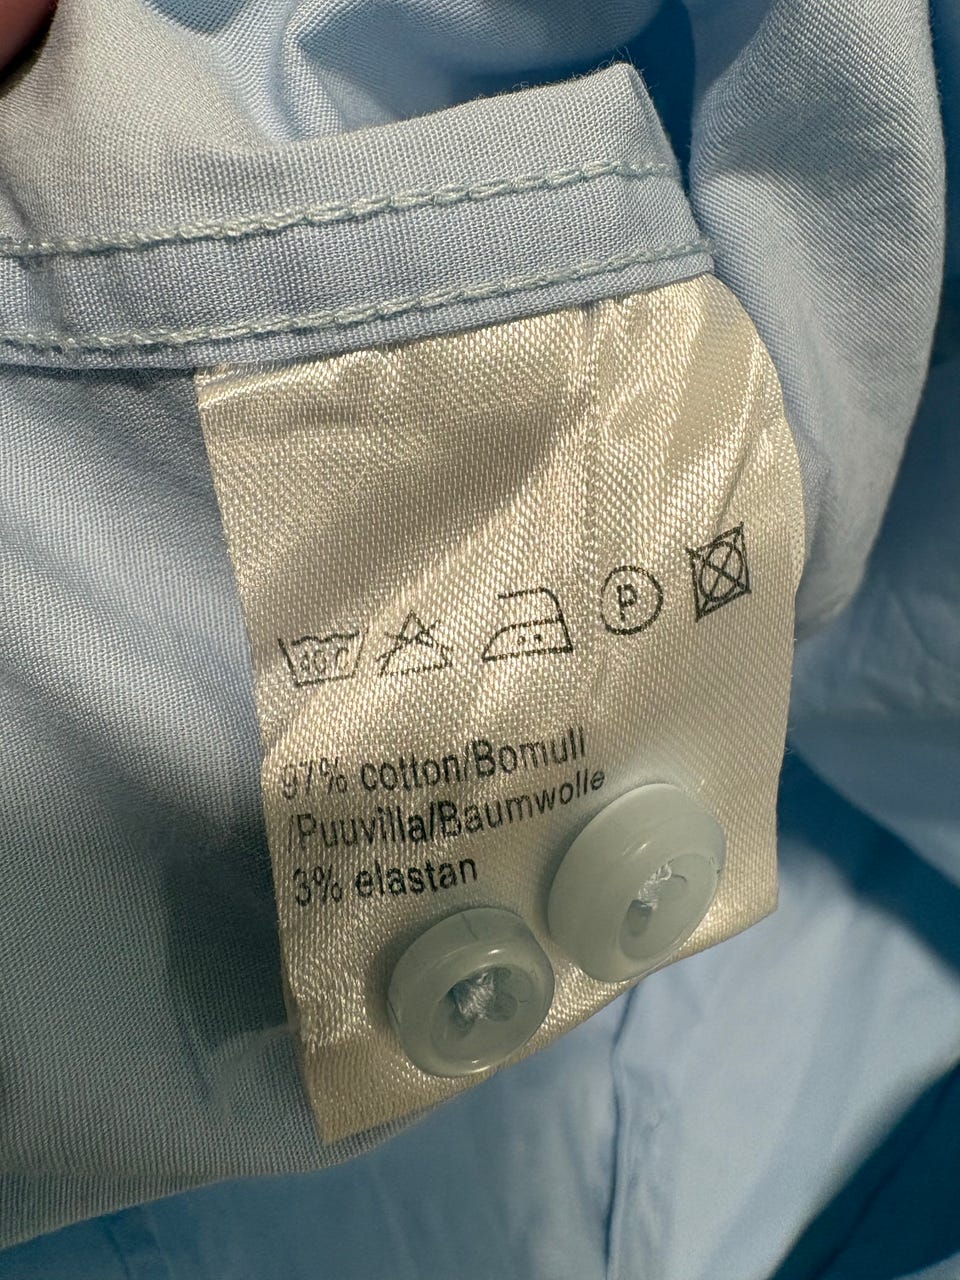 P
97% cotton/Bomull
/Puuvilla/Baumwolle
3% elastan